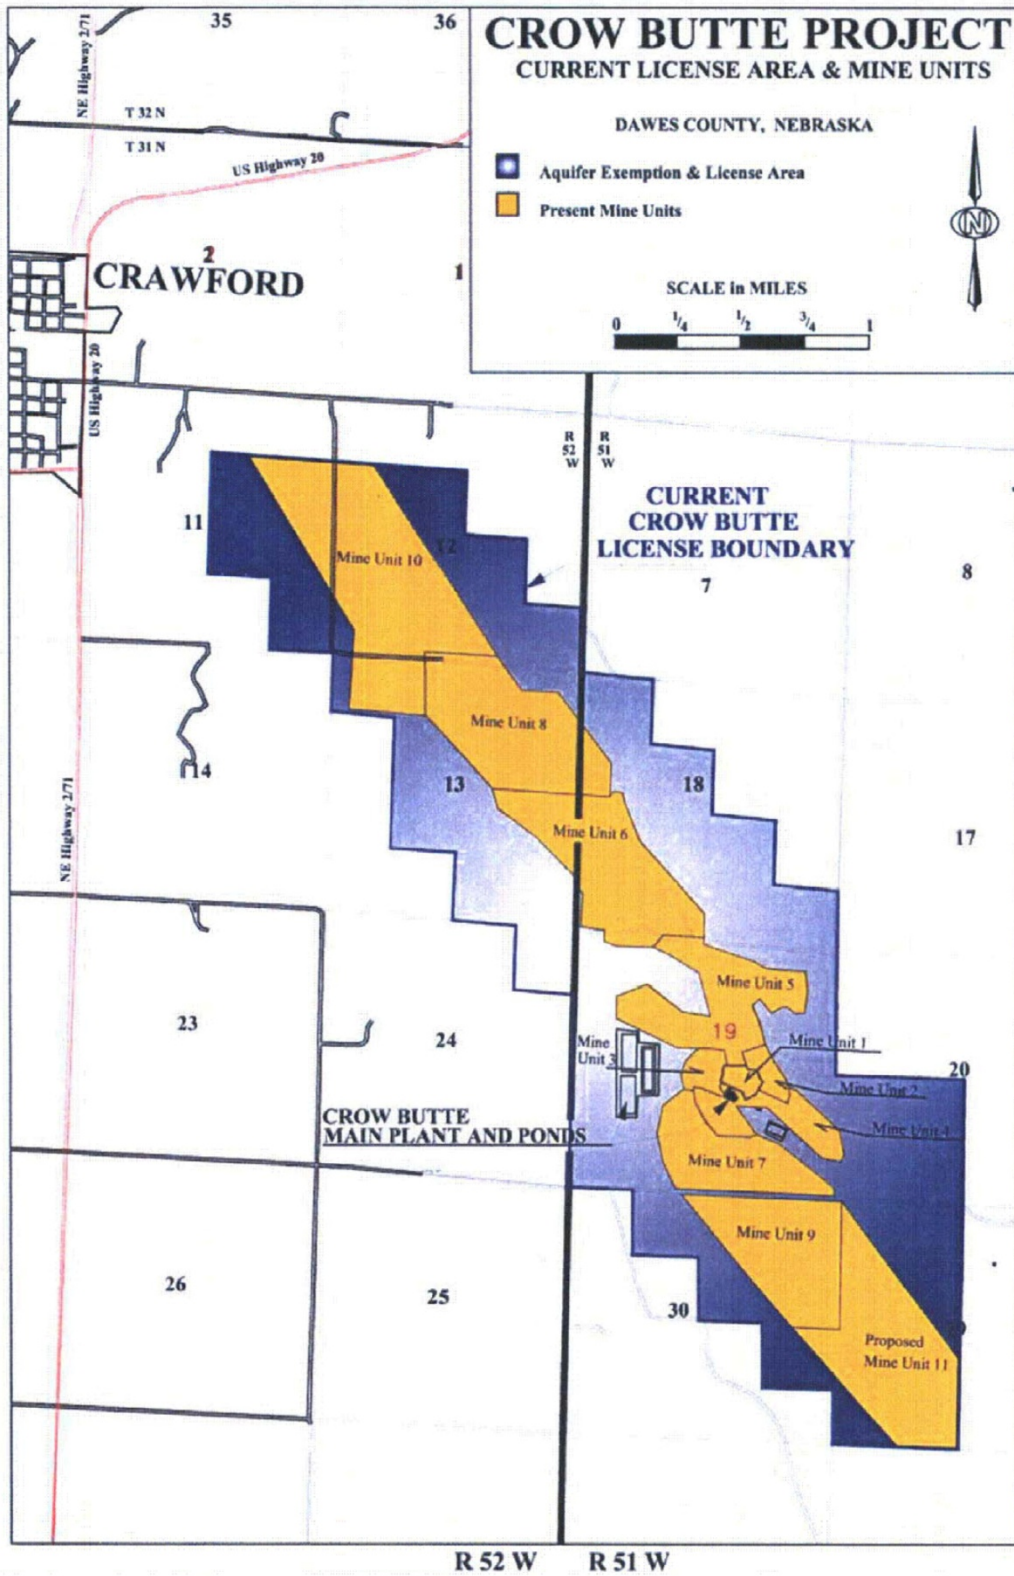 35
36
CROW BUTTE PROJECT
CURRENT LICENSE AREA & MINE UNITS
NE Highway 2/71
T 32 N
T 31 N
DAWES COUNTY, NEBRASKA
US Highway 20
Aquifer Exemption & License Area
Present Mine Units
N
2
1
CRAWFORD
SCALE in MILES
0 1/4 1/2 3/4 1
US Highway 20
R 52 W
R 51 W
CURRENT
CROW BUTTE
LICENSE BOUNDARY
11
12
7
8
Mine Unit 10
Mine Unit 8
14
13
18
17
Mine Unit 6
NE Highway 2/71
Mine Unit 5
23
24
19
Mine
Unit 3
Mine Unit 1
20
Mine Unit 2
CROW BUTTE
MAIN PLANT AND PONDS
Mine Unit 4
Mine Unit 7
Mine Unit 9
26
25
30
Proposed
Mine Unit 11
R 52 W
R 51 W